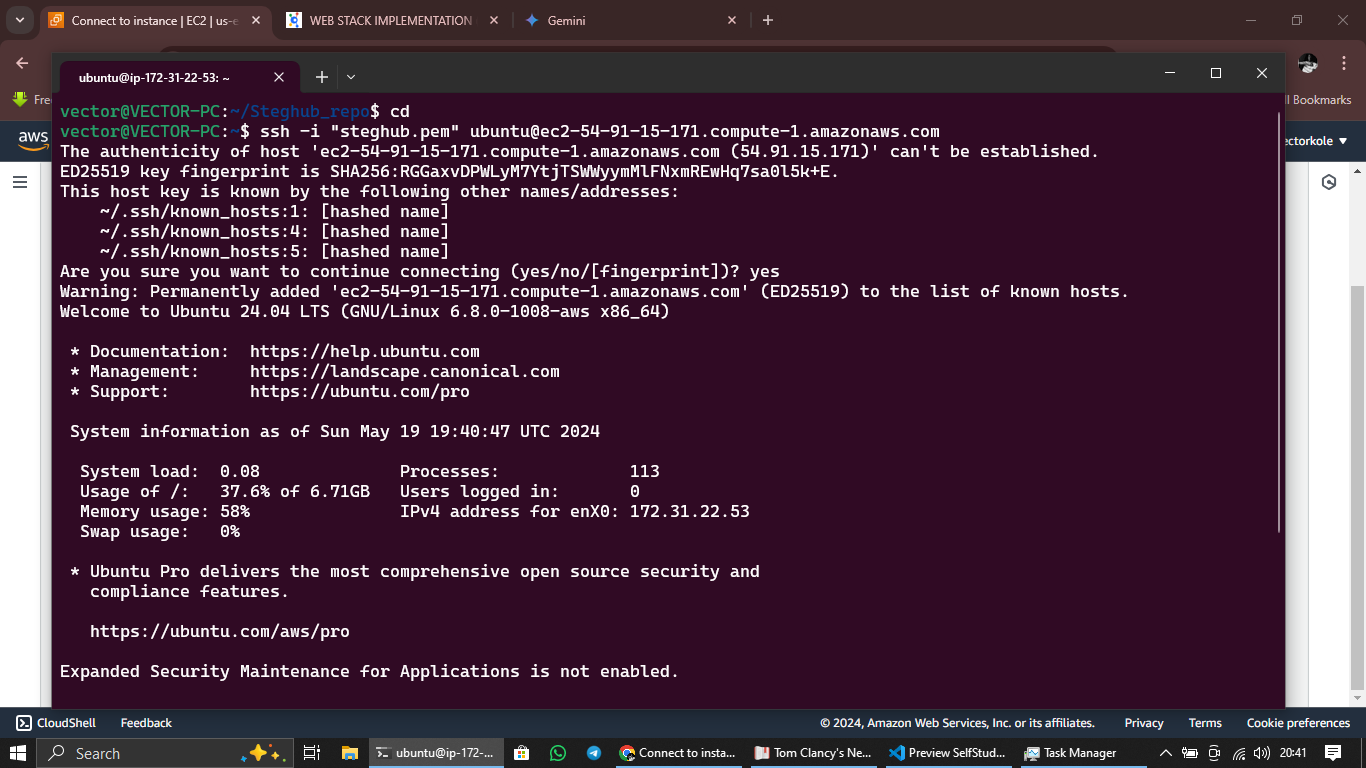 Connect to instance | EC2 | us-e
WEB STACK IMPLEMENTATION
Gemini
ubuntu@ip-172-31-22-53: ~
Fre
ll Bookmarks
aws
ectorkole
vector@VECTOR-PC:~/Steghub_repo$ cd
vector@VECTOR-PC:~$ ssh -i "steghub.pem" ubuntu@ec2-54-91-15-171.compute-1.amazonaws.com
The authenticity of host 'ec2-54-91-15-171.compute-1.amazonaws.com (54.91.15.171)' can't be established.
ED25519 key fingerprint is SHA256:RGGaxvDPWLyM7YtjTSWWyymMlFNxmREwHq7sa0l5k+E.
This host key is known by the following other names/addresses:
    ~/.ssh/known_hosts:1: [hashed name]
    ~/.ssh/known_hosts:4: [hashed name]
    ~/.ssh/known_hosts:5: [hashed name]
Are you sure you want to continue connecting (yes/no/[fingerprint])? yes
Warning: Permanently added 'ec2-54-91-15-171.compute-1.amazonaws.com' (ED25519) to the list of known hosts.
Welcome to Ubuntu 24.04 LTS (GNU/Linux 6.8.0-1008-aws x86_64)
 * Documentation:  https://help.ubuntu.com
 * Management:     https://landscape.canonical.com
 * Support:        https://ubuntu.com/pro
 System information as of Sun May 19 19:40:47 UTC 2024
  System load:  0.08              Processes:             113
  Usage of /:   37.6% of 6.71GB   Users logged in:       0
  Memory usage: 58%               IPv4 address for enX0: 172.31.22.53
  Swap usage:   0%
 * Ubuntu Pro delivers the most comprehensive open source security and
   compliance features.
   https://ubuntu.com/aws/pro
Expanded Security Maintenance for Applications is not enabled.
CloudShell Feedback © 2024, Amazon Web Services, Inc. or its affiliates. Privacy Terms Cookie preferences
Search ubuntu@ip-172-... Connect to insta... Tom Clancy's Ne... Preview SelfStud... Task Manager 20:41